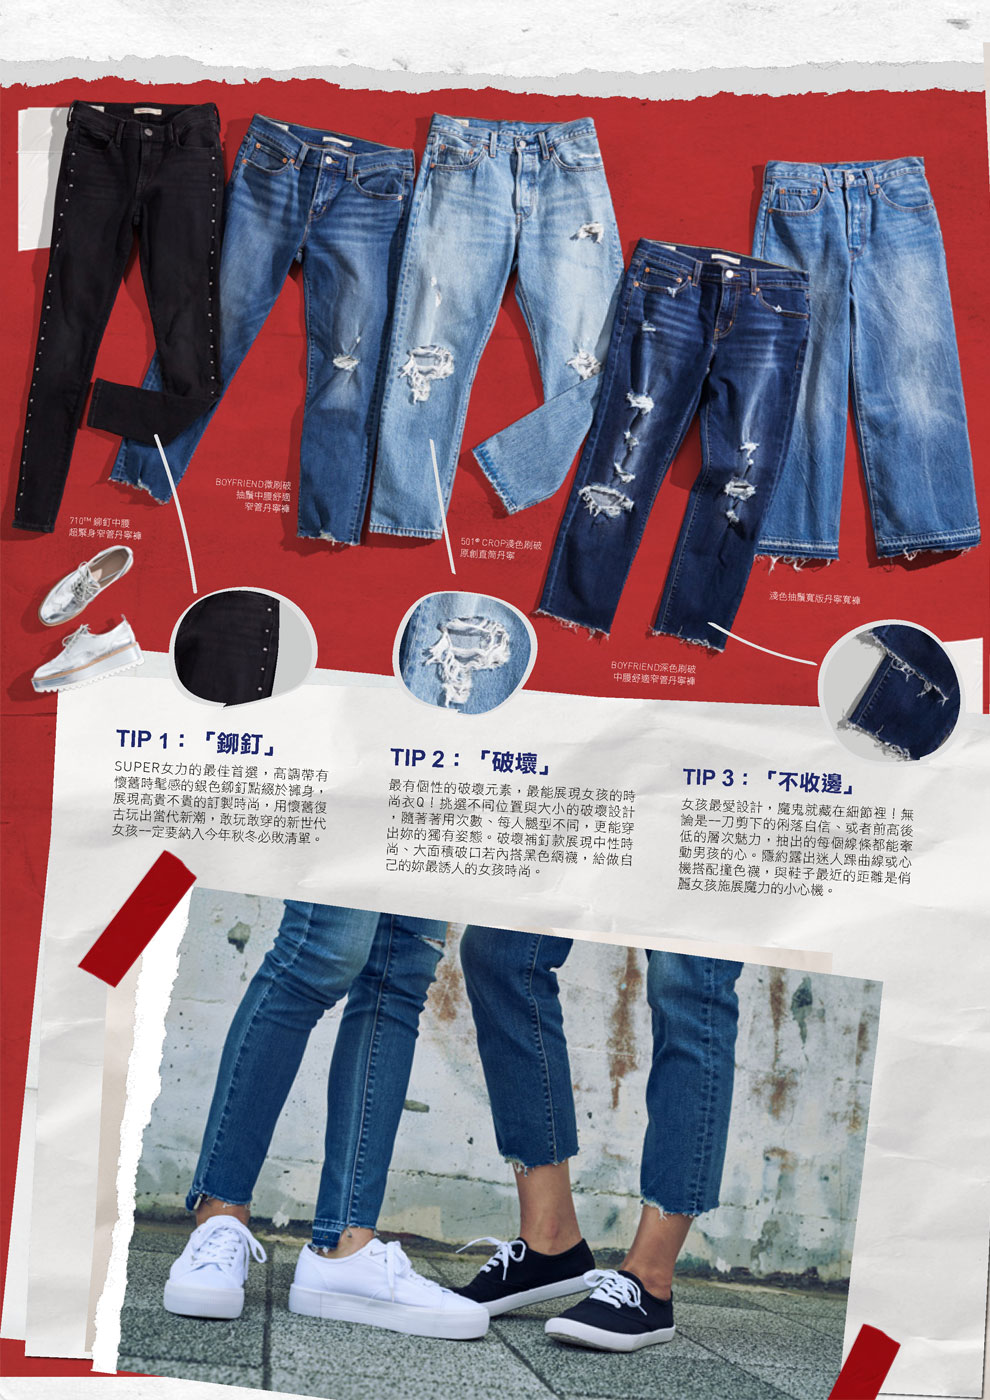 BOYFRIEND微刷破
抽鬚中腰舒適
窄管丹寧褲
710™ 鉚釘中腰
超緊身窄管丹寧褲
501® CROP淺色刷破
原創直筒丹寧
淺色抽鬚寬版丹寧寬褲
BOYFRIEND深色刷破
中腰舒適窄管丹寧褲
TIP 1：「鉚釘」
SUPER女力的最佳首選，高調帶有
懷舊時髦感的銀色鉚釘點綴於褲身，
展現高貴不貴的訂製時尚，用懷舊復
古玩出當代新潮，敢玩敢穿的新世代
女孩一定要納入今年秋冬必敗清單。
TIP 2：「破壞」
最有個性的破壞元素，最能展現女孩的時
尚衣Q！挑選不同位置與大小的破壞設計
，隨著著用次數、每人腿型不同，更能穿
出妳的獨有姿態。破壞補釘款展現中性時
尚、大面積破口若內搭黑色網襪，給做自
己的妳最誘人的女孩時尚。
TIP 3：「不收邊」
女孩最愛設計，魔鬼就藏在細節裡！無
論是一刀剪下的俐落自信、或者前高後
低的層次魅力，抽出的每個線條都能牽
動男孩的心。隱約露出迷人踝曲線或心
機搭配撞色襪，與鞋子最近的距離是俏
麗女孩施展魔力的小心機。